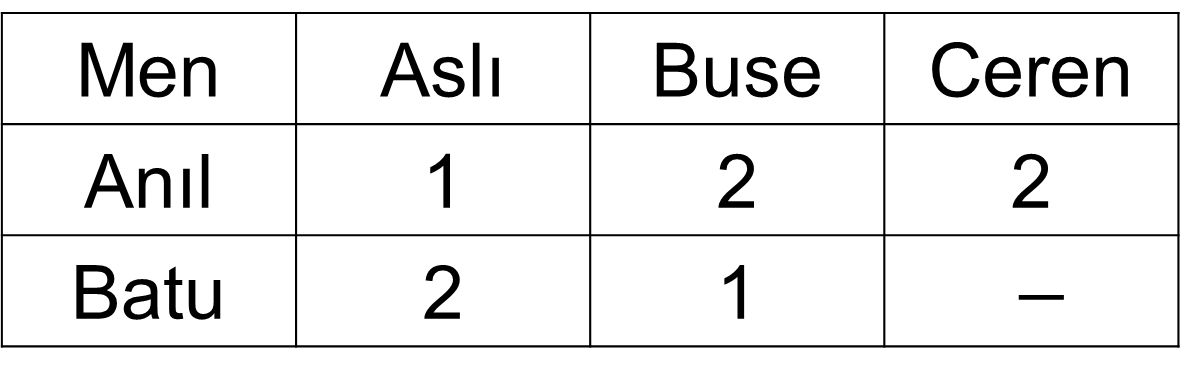 Men Aslı Buse Ceren
Anıl 1 2 2
Batu 2 1 –